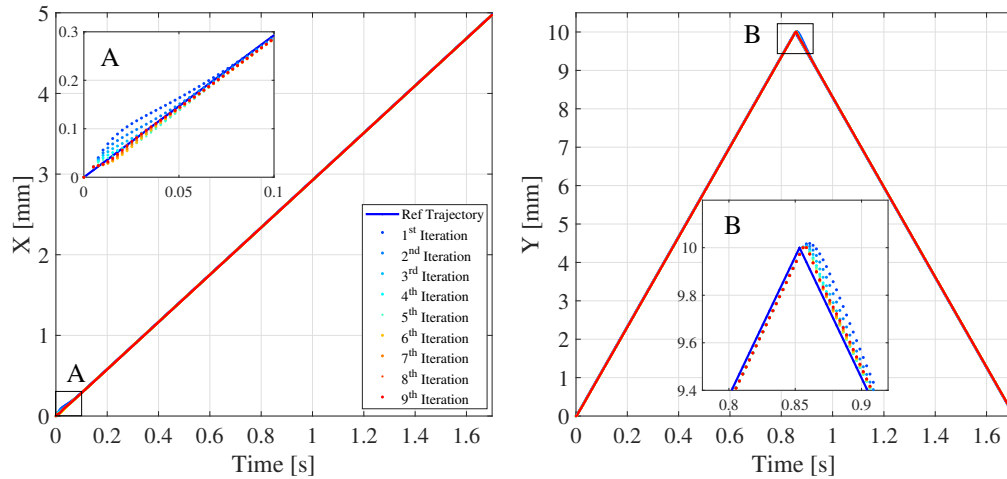 5
4
3
2
1
0
X [mm]
0
0.2
0.4
0.6
0.8
1
1.2
1.4
1.6
Time [s]
A
0.3
0.2
0.1
0
0
0.05
0.1
A
Ref Trajectory
1st Iteration
2nd Iteration
3rd Iteration
4th Iteration
5th Iteration
6th Iteration
7th Iteration
8th Iteration
9th Iteration
10
9
8
7
6
5
4
3
2
1
0
Y [mm]
0
0.2
0.4
0.6
0.8
1
1.2
1.4
1.6
Time [s]
B
B
10
9.8
9.6
9.4
0.8
0.85
0.9